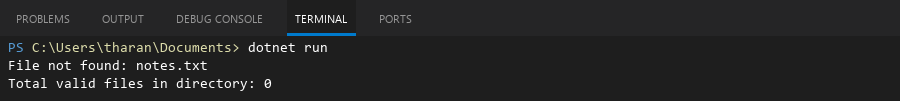 PROBLEMS OUTPUT DEBUG CONSOLE TERMINAL PORTS
PS C:\Users\tharan\Documents> dotnet run
File not found: notes.txt
Total valid files in directory: 0